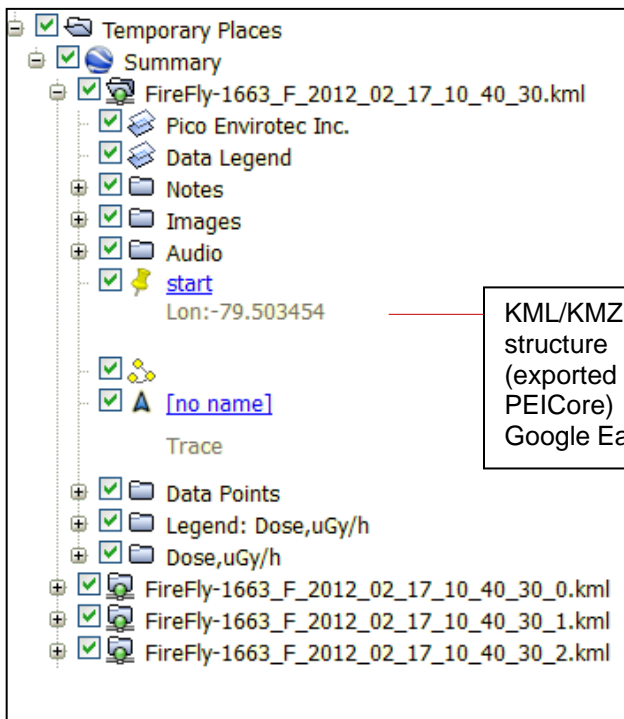 Temporary Places
Summary
FireFly-1663_F_2012_02_17_10_40_30.kml
Pico Envirotec Inc.
Data Legend
Notes
Images
Audio
start
Lon:-79.503454
[no name]
Trace
Data Points
Legend: Dose,uGy/h
Dose,uGy/h
FireFly-1663_F_2012_02_17_10_40_30_0.kml
FireFly-1663_F_2012_02_17_10_40_30_1.kml
FireFly-1663_F_2012_02_17_10_40_30_2.kml
KML/KMZ
structure
(exported
PEICore)
Google